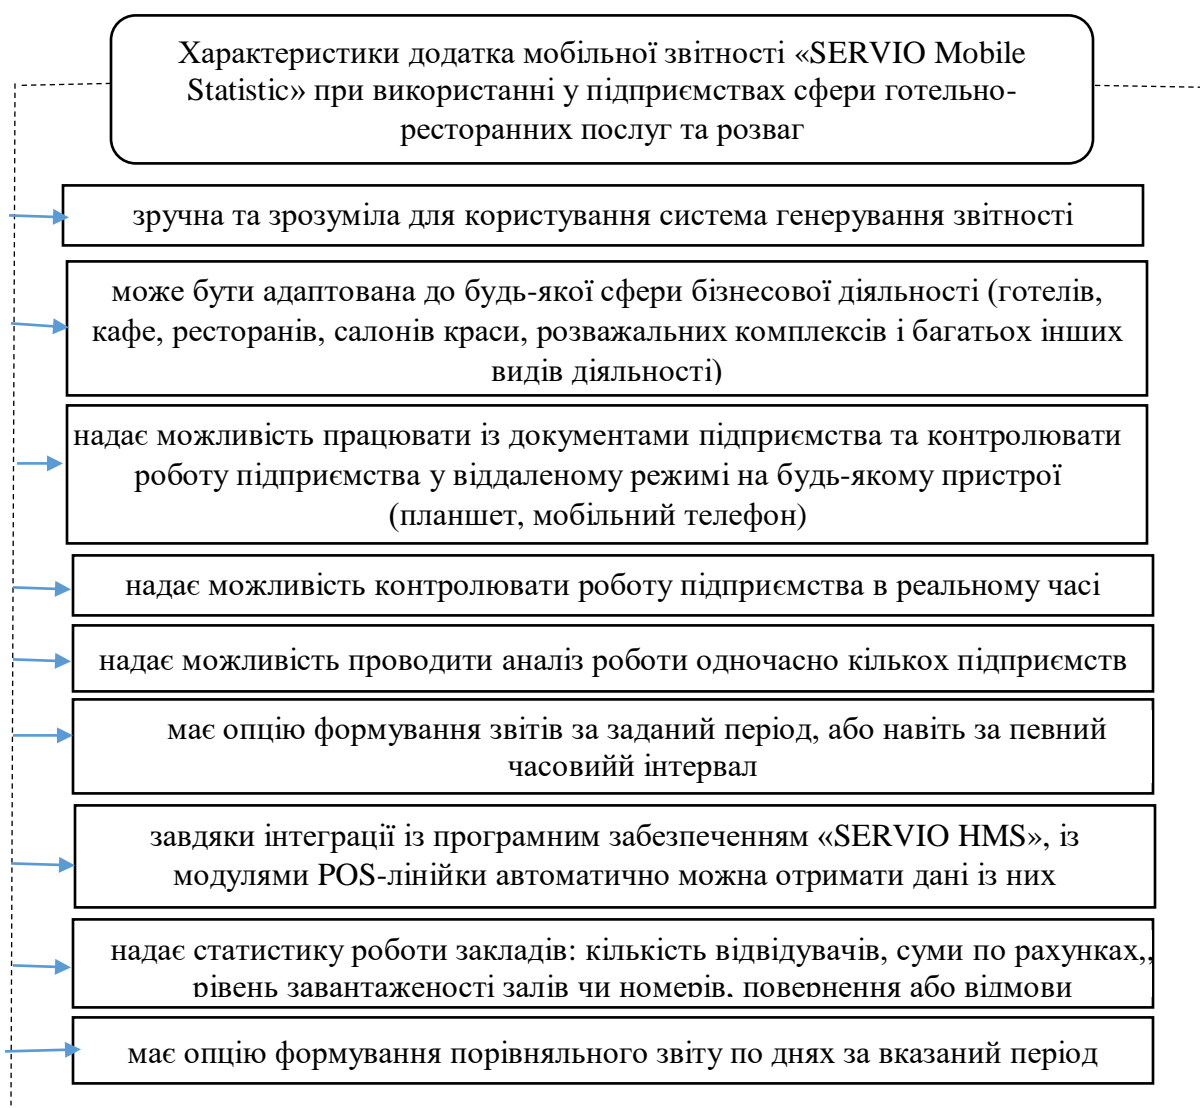 Характеристики додатка мобільної звітності «SERVIO Mobile
Statistic» при використанні у підприємствах сфери готельно-
ресторанних послуг та розваг
зручна та зрозуміла для користування система генерування звітності
може бути адаптована до будь-якої сфери бізнесової діяльності (готелів,
кафе, ресторанів, салонів краси, розважальних комплексів і багатьох інших
видів діяльності)
надає можливість працювати із документами підприємства та контролювати
роботу підприємства у віддаленому режимі на будь-якому пристрої
(планшет, мобільний телефон)
надає можливість контролювати роботу підприємства в реальному часі
надає можливість проводити аналіз роботи одночасно кількох підприємств
має опцію формування звітів за заданий період, або навіть за певний
часовийй інтервал
завдяки інтеграції із програмним забезпеченням «SERVIO HMS», із
модулями POS-лінійки автоматично можна отримати дані із них
надає статистику роботи закладів: кількість відвідувачів, суми по рахунках,,
рівень завантаженості залів чи номерів, повернення або відмови
має опцію формування порівняльного звіту по днях за вказаний період